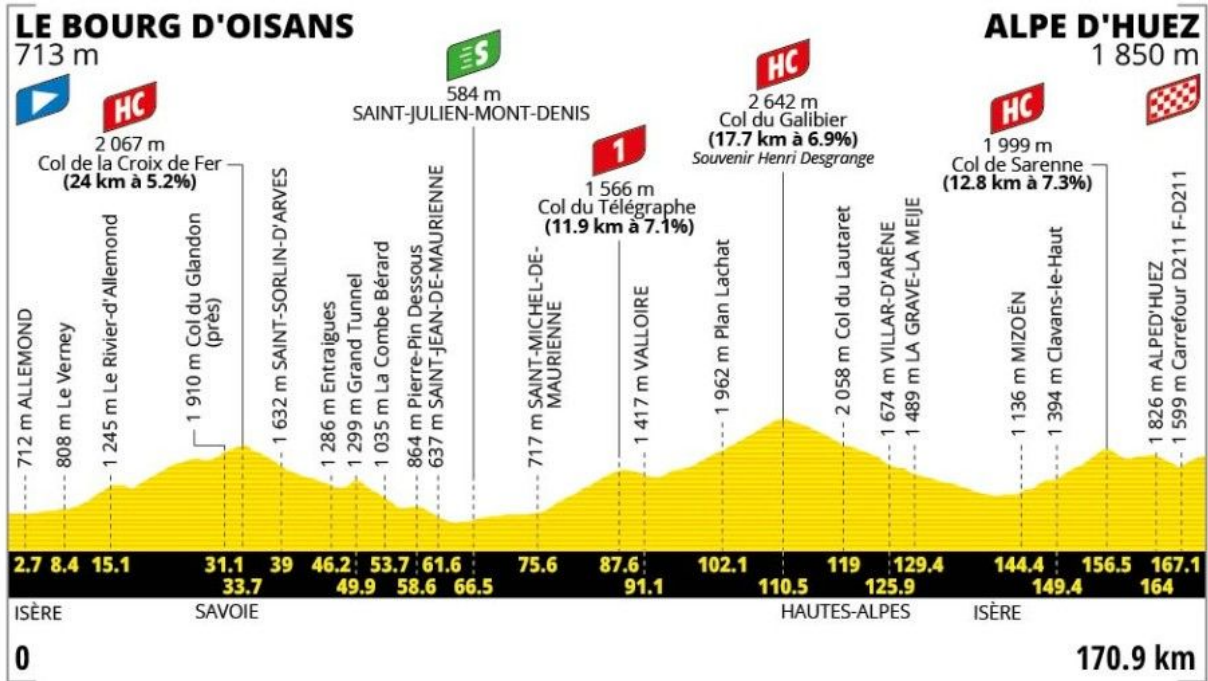 LE BOURG D'OISANS
713 m
ALPE D'HUEZ
1 850 m
HC
2 067 m
Col de la Croix de Fer
(24 km à 5.2%)
S
584 m
SAINT-JULIEN-MONT-DENIS
1
1 566 m
Col du Télégraphe
(11.9 km à 7.1%)
HC
2 642 m
Col du Galibier
(17.7 km à 6.9%)
Souvenir Henri Desgrange
HC
1 999 m
Col de Sarenne
(12.8 km à 7.3%)
712 m ALLEMOND
808 m Le Verney
1 245 m Le Rivier-d'Allemond
1 910 m Col du Glandon
(près)
1 632 m SAINT-SORLIN-D'ARVES
1 286 m Entraigues
1 299 m Grand Tunnel
1 035 m La Combe Bérard
864 m Pierre-Pin Dessous
637 m SAINT-JEAN-DE-MAURIENNE
717 m SAINT-MICHEL-DE-
MAURIENNE
1 417 m VALLOIRE
1 962 m Plan Lachat
2 058 m Col du Lautaret
1 674 m VILLAR-D'ARÊNE
1 489 m LA GRAVE-LA MEIJE
1 136 m MIZOËN
1 394 m Clavans-le-Haut
1 826 m ALPED'HUEZ
1 599 m Carrefour D211 F-D211
2.7 8.4 15.1 31.1 39 46.2 53.7 61.6 75.6 87.6 102.1 119 129.4 144.4 156.5 167.1
33.7 49.9 58.6 66.5 91.1 110.5 125.9 149.4 164
ISÈRE SAVOIE HAUTES-ALPES ISÈRE
0 170.9 km